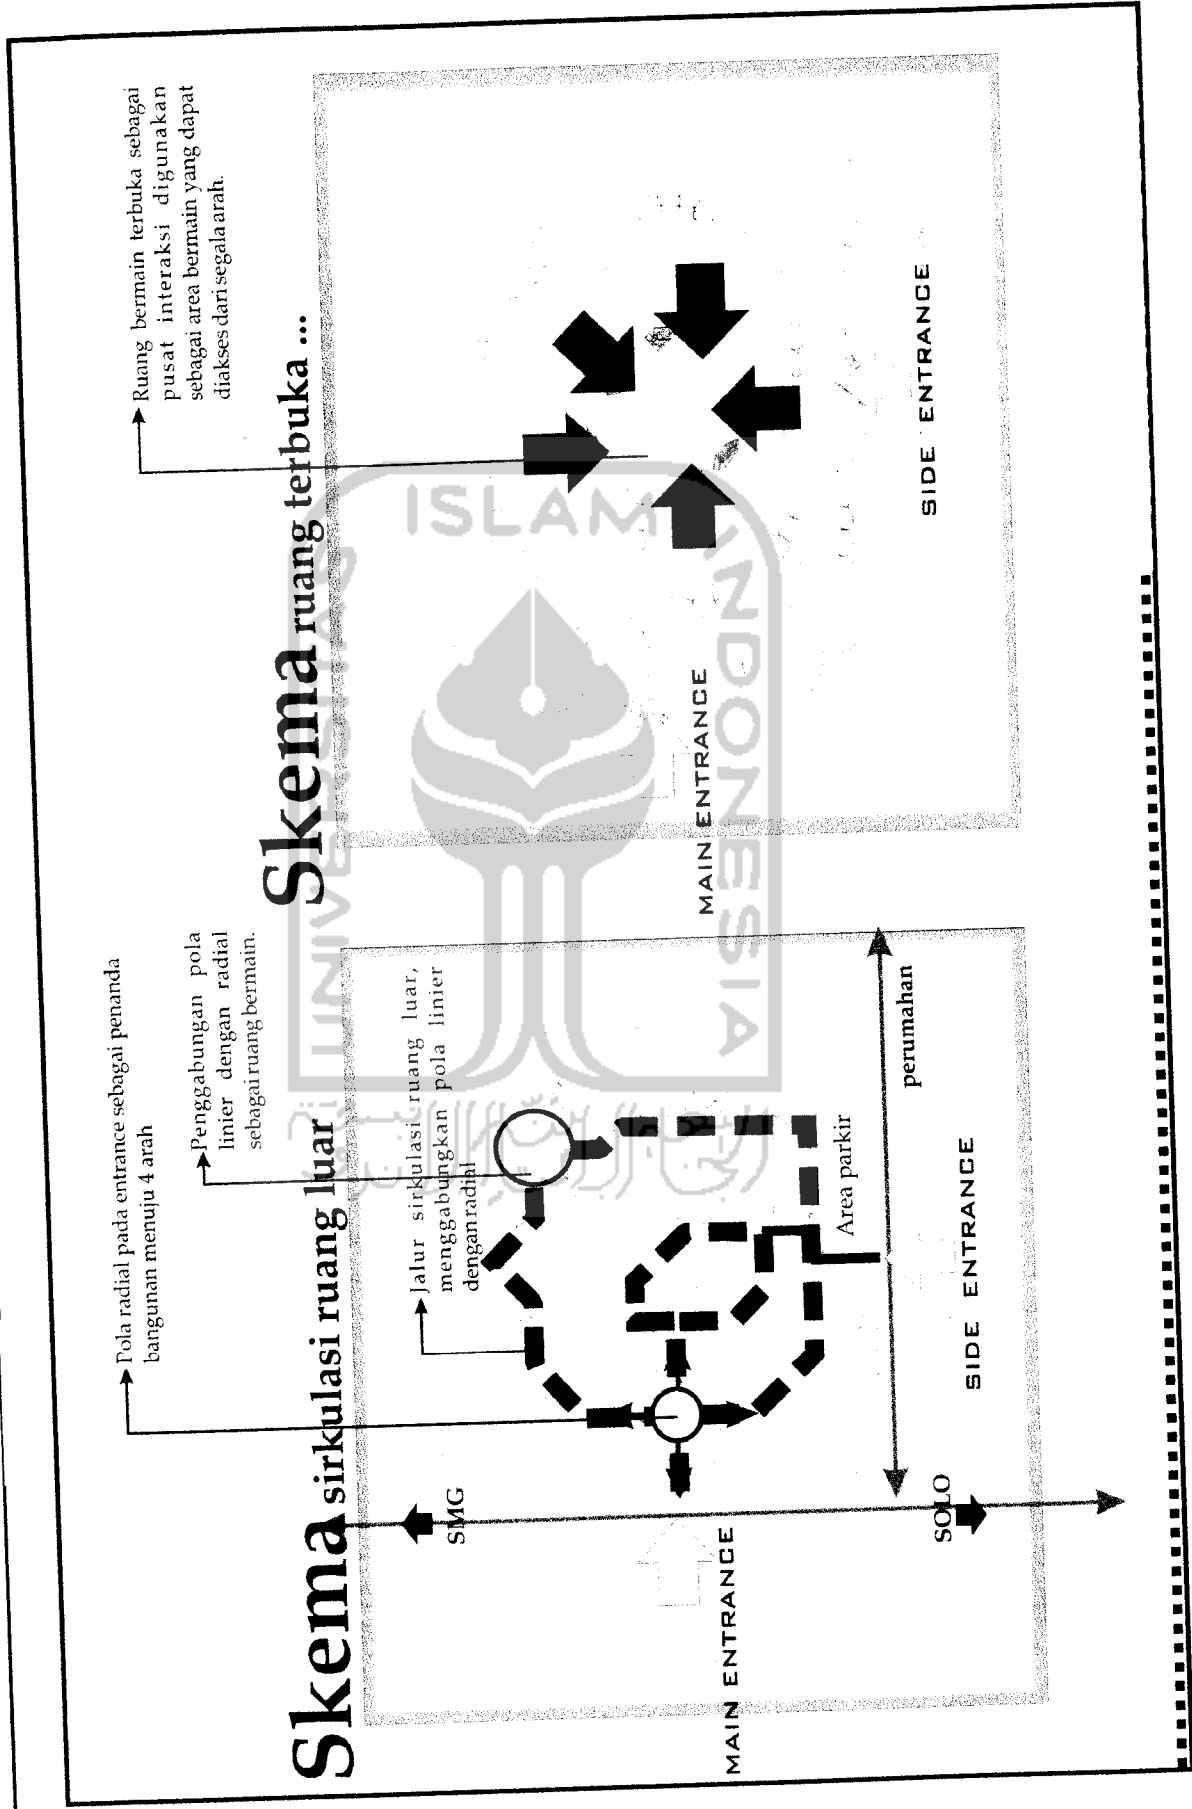 Skema sirkulasi ruang luar
Pola radial pada entrance sebagai penanda
bangunan menuju 4 arah
Penggabungan pola
linier dengan radial
sebagai ruang bermain.
Jalur sirkulasi ruang luar,
menggabungkan pola linier
dengan radial
SMG
MAIN ENTRANCE
SOLO
Area parkir
perumahan
SIDE ENTRANCE
Skema ruang terbuka ...
Ruang bermain terbuka sebagai
pusat interaksi digunakan
sebagai area bermain yang dapat
diakses dari segala arah.
MAIN ENTRANCE
SIDE ENTRANCE
UNIVERSITAS
ISLAM
INDONESIA